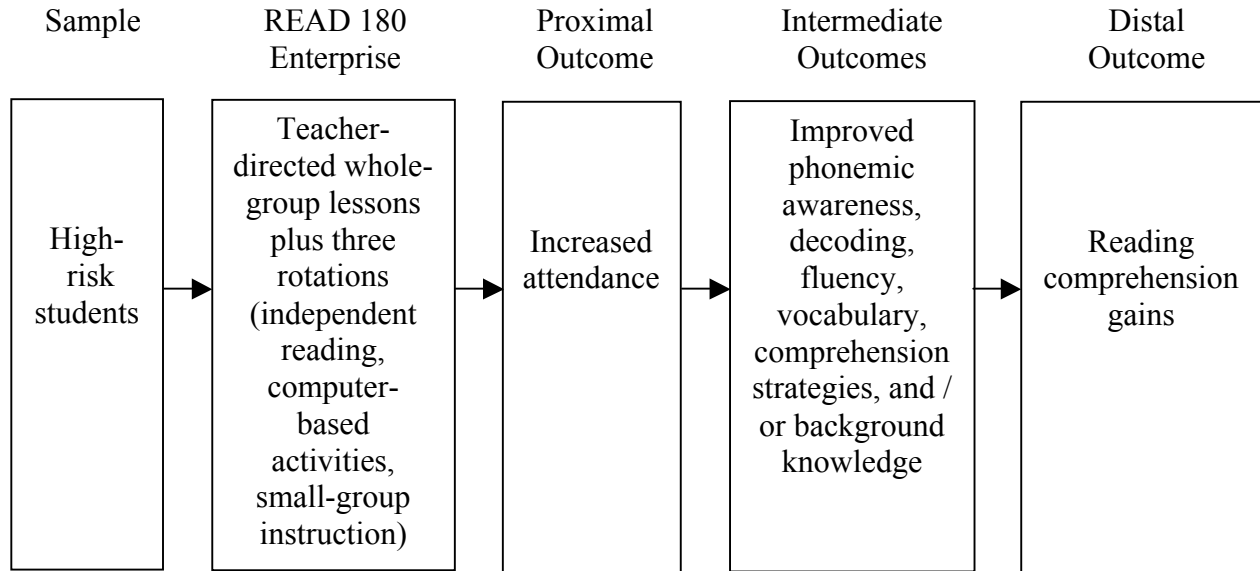 Sample
READ 180
Enterprise
Proximal
Outcome
Intermediate
Outcomes
Distal
Outcome
High-
risk
students
Teacher-
directed whole-
group lessons
plus three
rotations
(independent
reading,
computer-
based
activities,
small-group
instruction)
Increased
attendance
Improved
phonemic
awareness,
decoding,
fluency,
vocabulary,
comprehension
strategies, and /
or background
knowledge
Reading
comprehension
gains